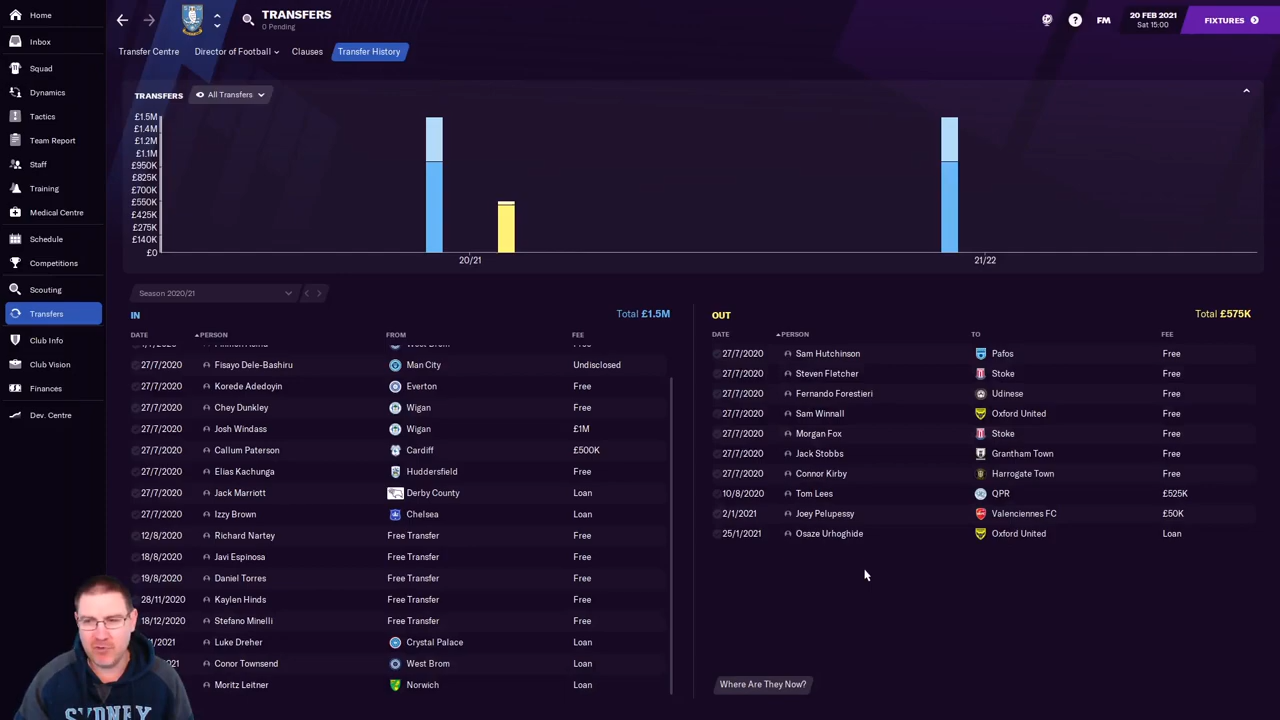 Home
TRANSFERS
0 Pending
FM
20 FEB 2021
Sat 15:00
FIXTURES
Inbox
Transfer Centre
Director of Football
Clauses
Transfer History
Squad
Dynamics
TRANSFERS
All Transfers
Tactics
£1.5M
£1.4M
Team Report
£1.2M
£1.1M
Staff
£950K
£825K
Training
£700K
£550K
Medical Centre
£425K
£275K
Schedule
£140K
£0
Competitions
20/21
21/22
Scouting
Season 2020/21
Transfers
IN
Total £1.5M
OUT
Total £575K
DATE PERSON FROM FEE
DATE PERSON TO FEE
Club Info
Club Vision
Finances
Dev. Centre
27/7/2020 Fisayo Dele-Bashiru Man City Undisclosed
27/7/2020 Korede Adedoyin Everton Free
27/7/2020 Chey Dunkley Wigan Free
27/7/2020 Josh Windass Wigan £1M
27/7/2020 Callum Paterson Cardiff £500K
27/7/2020 Elias Kachunga Huddersfield Free
27/7/2020 Jack Marriott Derby County Loan
27/7/2020 Izzy Brown Chelsea Loan
12/8/2020 Richard Nartey Free Transfer Free
18/8/2020 Javi Espinosa Free Transfer Free
19/8/2020 Daniel Torres Free Transfer Free
28/11/2020 Kaylen Hinds Free Transfer Free
18/12/2020 Stefano Minelli Free Transfer Free
1/2021 Luke Dreher Crystal Palace Loan
021 Conor Townsend West Brom Loan
Moritz Leitner Norwich Loan
27/7/2020 Sam Hutchinson Pafos Free
27/7/2020 Steven Fletcher Stoke Free
27/7/2020 Fernando Forestieri Udinese Free
27/7/2020 Sam Winnall Oxford United Free
27/7/2020 Morgan Fox Stoke Free
27/7/2020 Jack Stobbs Grantham Town Free
27/7/2020 Connor Kirby Harrogate Town Free
10/8/2020 Tom Lees QPR £525K
2/1/2021 Joey Pelupessy Valenciennes FC £50K
25/1/2021 Osaze Urhoghide Oxford United Loan
Where Are They Now?
SYDNEY